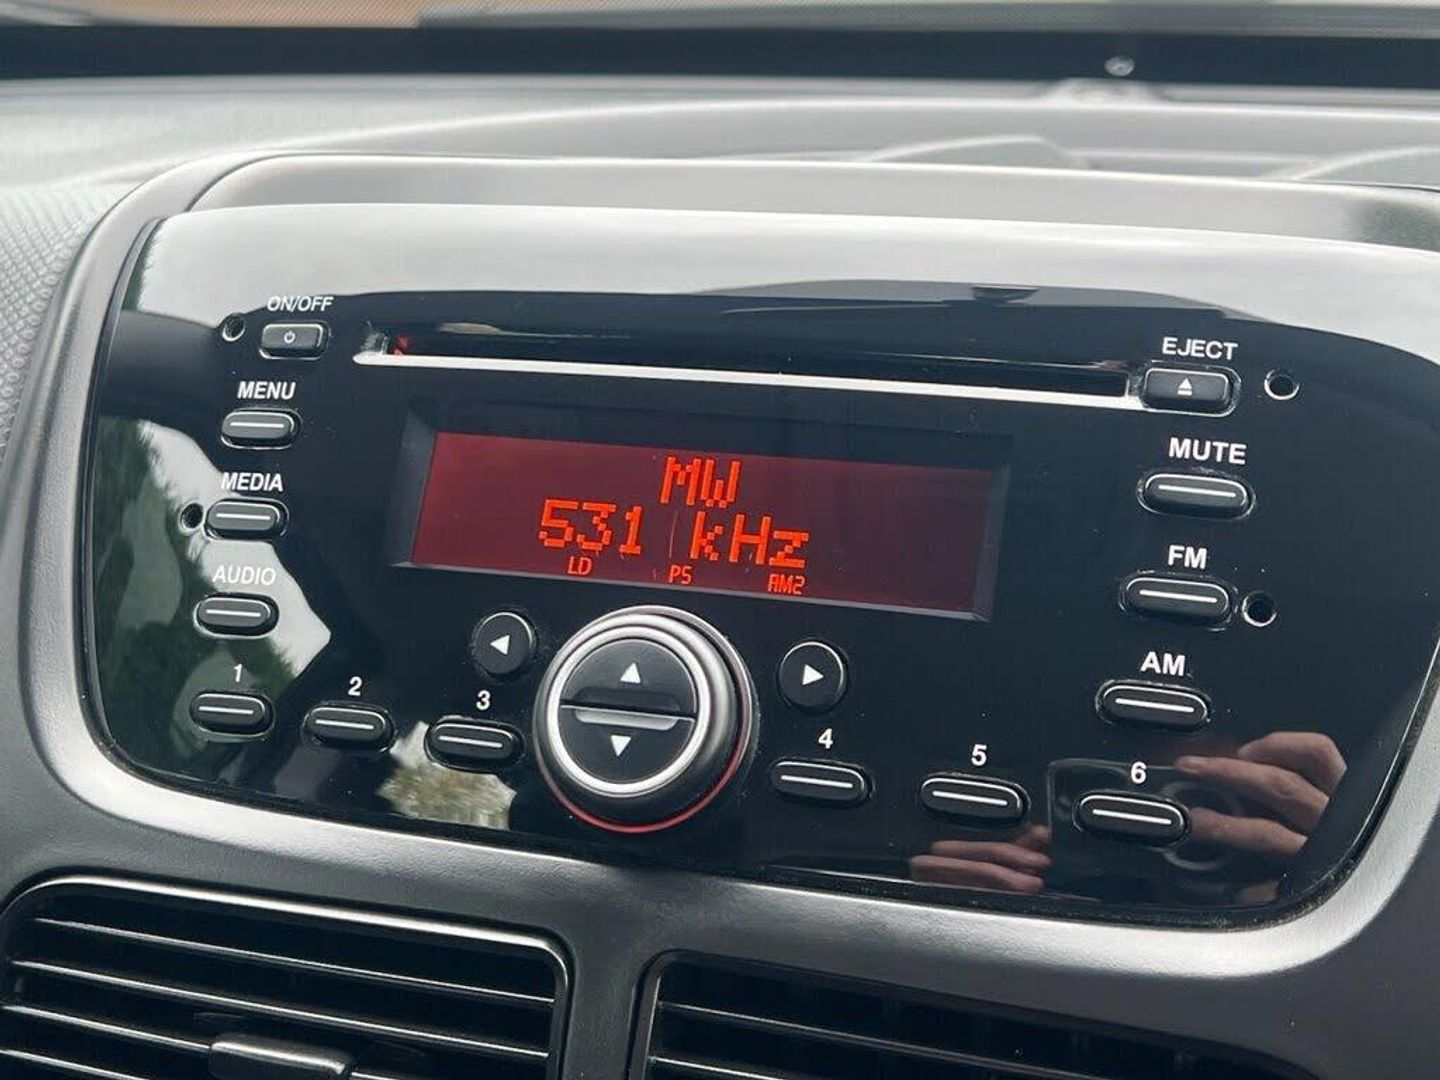 ON/OFF
EJECT
MENU
MUTE
MEDIA
MW
531 kHz
LD PS AM2
FM
AUDIO
AM
1 2 3 4 5 6